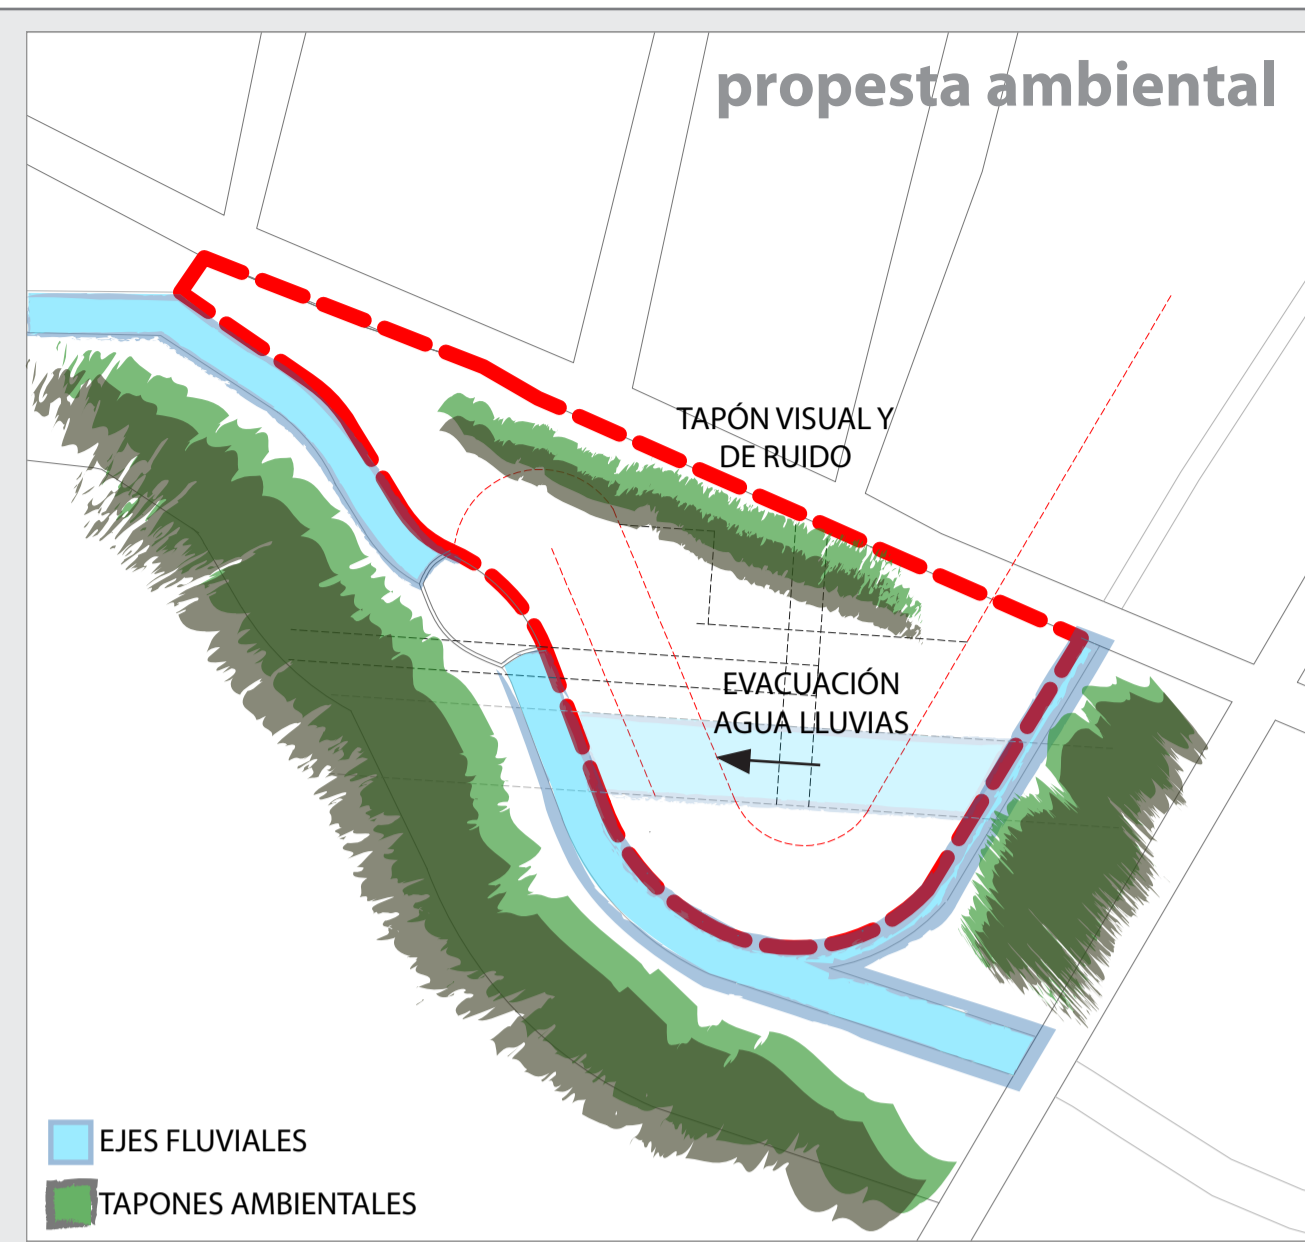 propesta ambiental
TAPÓN VISUAL Y
DE RUIDO
EVACUACIÓN
AGUA LLUVIAS
EJES FLUVIALES
TAPONES AMBIENTALES